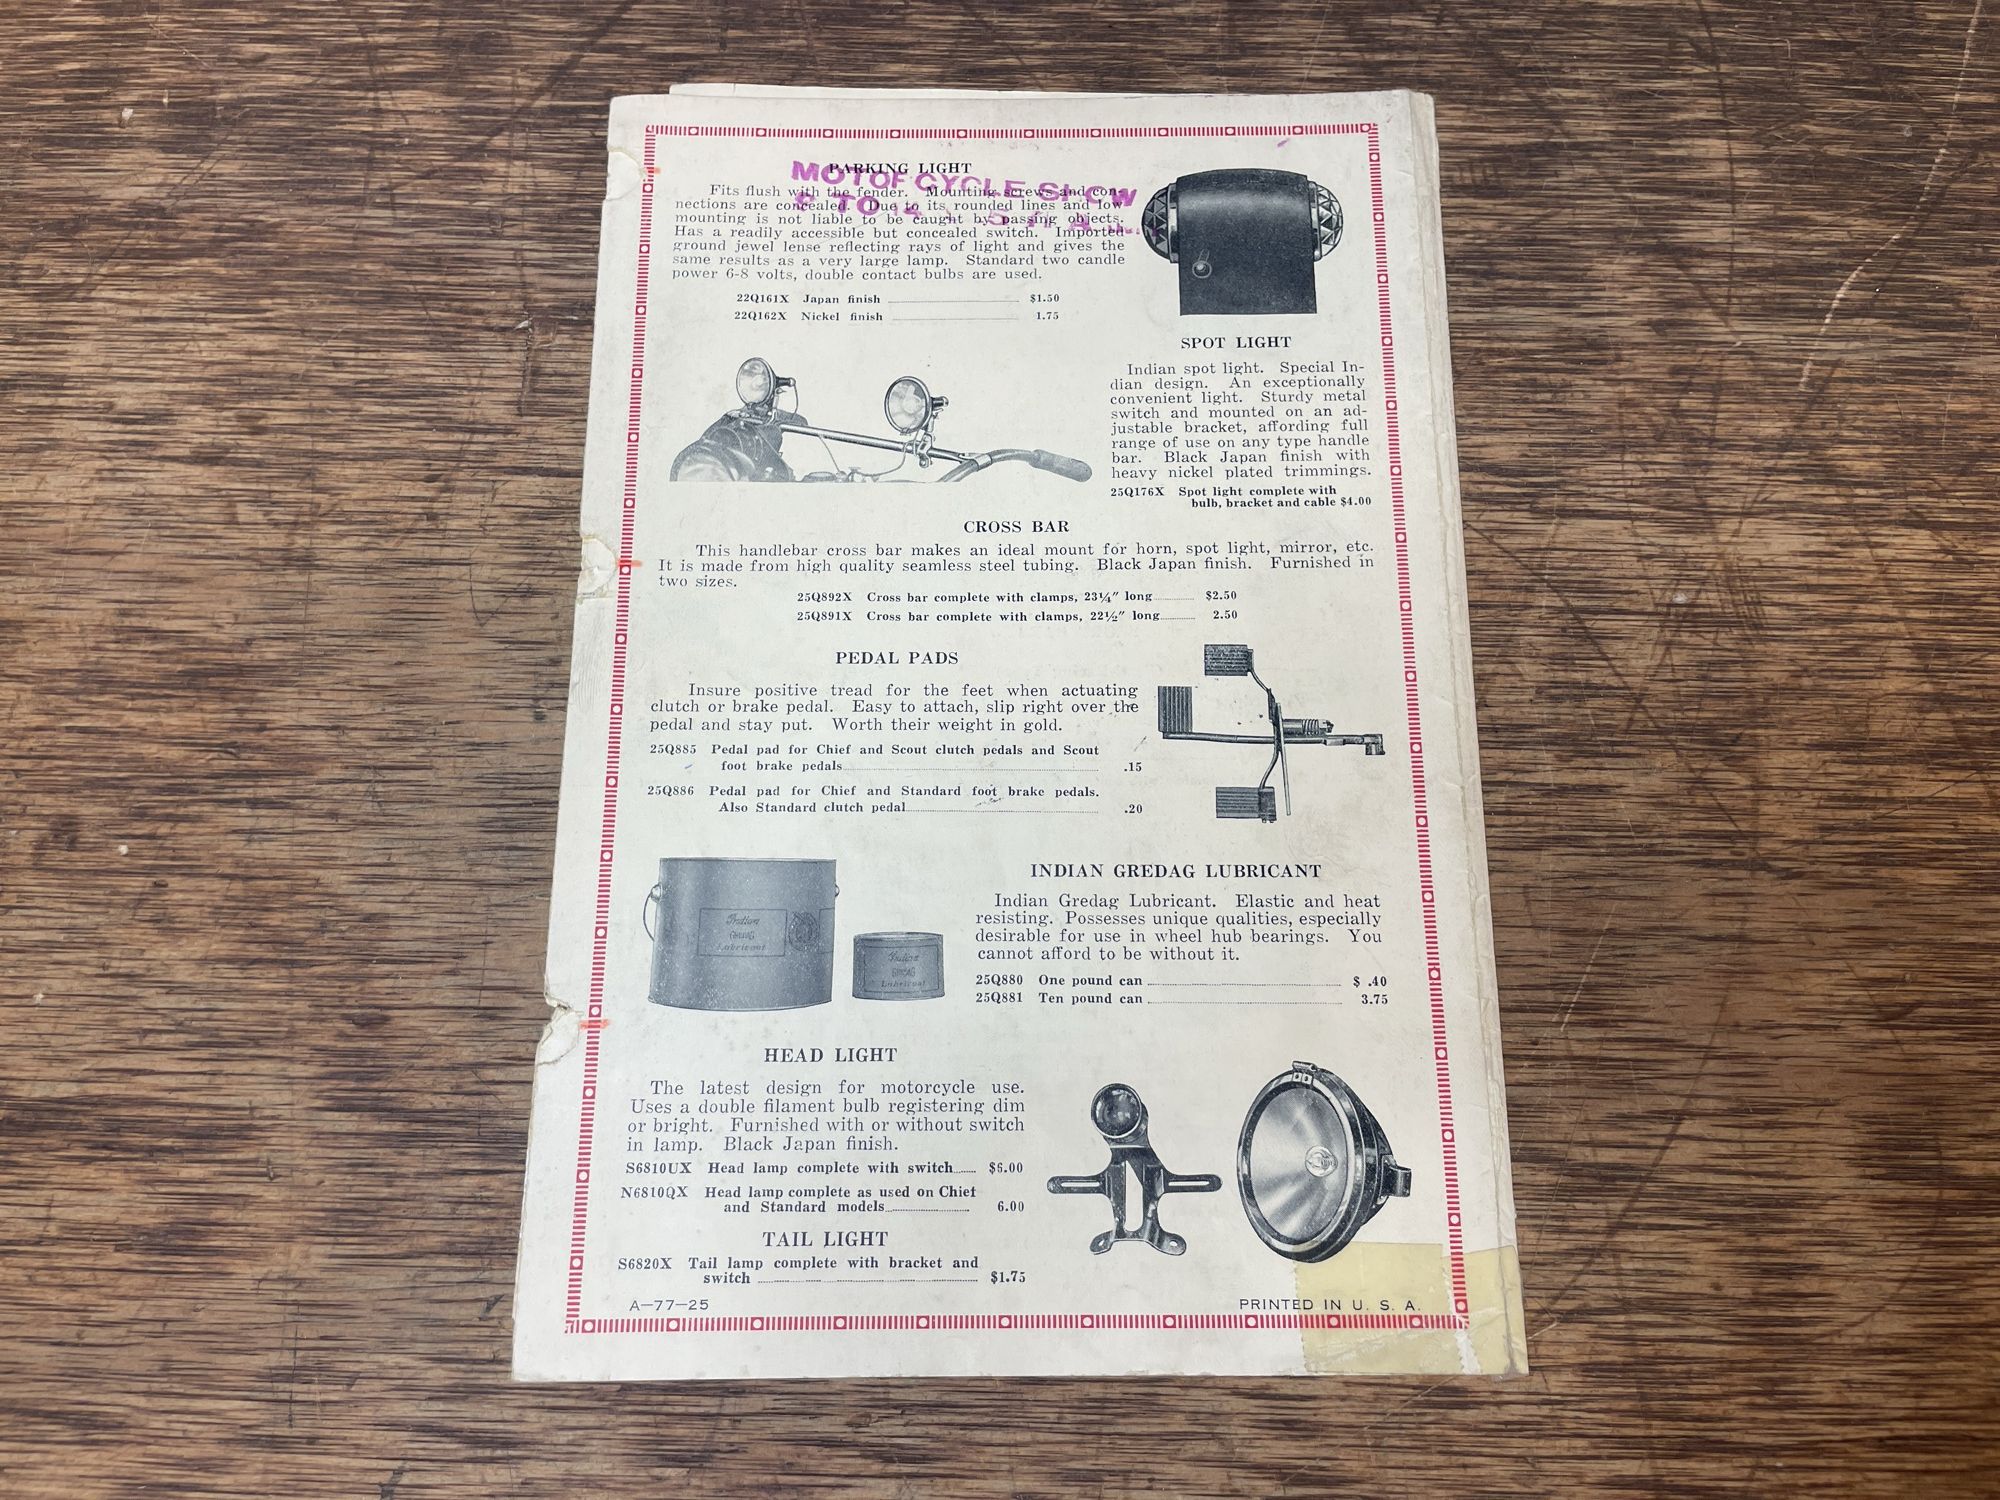 PARKING LIGHT
MOTOR CYCLE SHOW
TO
Fits flush with the fender. Mounting screws and con-
nections are concealed. Due to its rounded lines and low
mounting is not liable to be caught by passing objects.
Has a readily accessible but concealed switch. Imported
ground jewel lense reflecting rays of light and gives the
same results as a very large lamp. Standard two candle
power 6-8 volts, double contact bulbs are used.
22Q161X Japan finish $1.50
22Q162X Nickel finish 1.75
SPOT LIGHT
Indian spot light. Special In-
dian design. An exceptionally
convenient light. Sturdy metal
switch and mounted on an ad-
justable bracket, affording full
range of use on any type handle
bar. Black Japan finish with
heavy nickel plated trimmings.
25Q176X Spot light complete with
bulb, bracket and cable $4.00
CROSS BAR
This handlebar cross bar makes an ideal mount for horn, spot light, mirror, etc.
It is made from high quality seamless steel tubing. Black Japan finish. Furnished in
two sizes.
25Q892X Cross bar complete with clamps, 23¼" long $2.50
25Q891X Cross bar complete with clamps, 22½" long 2.50
PEDAL PADS
Insure positive tread for the feet when actuating
clutch or brake pedal. Easy to attach, slip right over the
pedal and stay put. Worth their weight in gold.
25Q885 Pedal pad for Chief and Scout clutch pedals and Scout
foot brake pedals .15
25Q886 Pedal pad for Chief and Standard foot brake pedals.
Also Standard clutch pedal .20
Indian
GREDAG
Lubricant
Indian
GREDAG
Lubricant
INDIAN GREDAG LUBRICANT
Indian Gredag Lubricant. Elastic and heat
resisting. Possesses unique qualities, especially
desirable for use in wheel hub bearings. You
cannot afford to be without it.
25Q880 One pound can $ .40
25Q881 Ten pound can 3.75
HEAD LIGHT
The latest design for motorcycle use.
Uses a double filament bulb registering dim
or bright. Furnished with or without switch
in lamp. Black Japan finish.
S6810UX Head lamp complete with switch $6.00
N6810QX Head lamp complete as used on Chief
and Standard models 6.00
TAIL LIGHT
S6820X Tail lamp complete with bracket and
switch $1.75
A—77—25
PRINTED IN U. S. A.